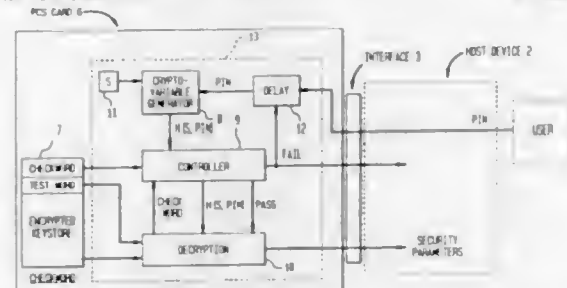 PCS CARD 6
13
INTERFACE 3
HOST DEVICE 2
S
11
CRYPTO-
VARIABLE
GENERATOR
8
PIN
DELAY
12
PIN
USER
7
K(S, PIN)
9
FAIL
CHECKWORD
TEST WORD
ENCRYPTED
KEYSTORE
CHECKWORD
CONTROLLER
CHECK
WORD
K(S, PIN)
PASS
DECRYPTION
10
SECURITY
PARAMETERS